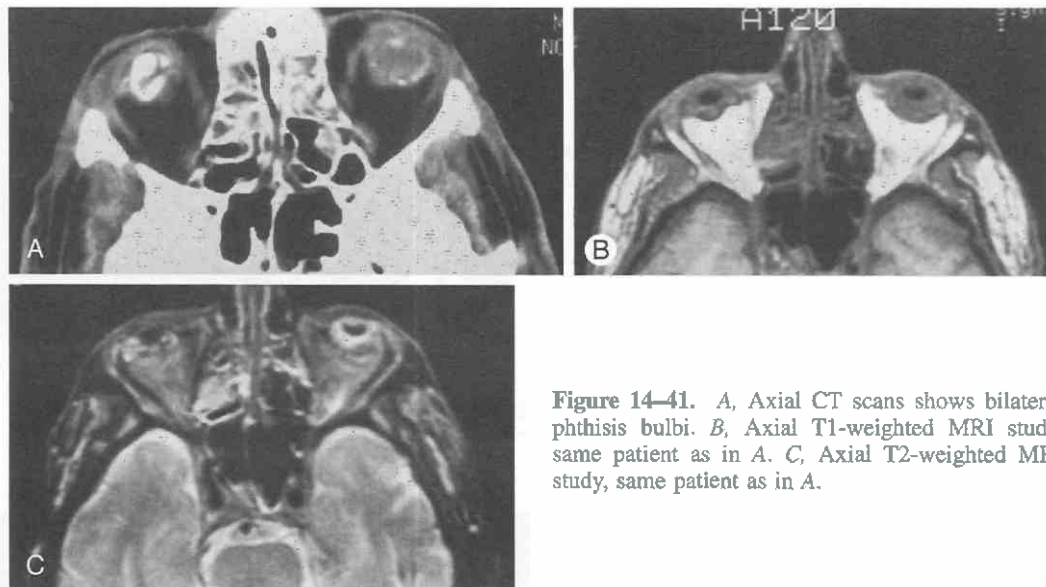 A
A120
B
C
Figure 14–41. A, Axial CT scans shows bilater
phthisis bulbi. B, Axial T1-weighted MRI stud
same patient as in A. C, Axial T2-weighted MF
study, same patient as in A.